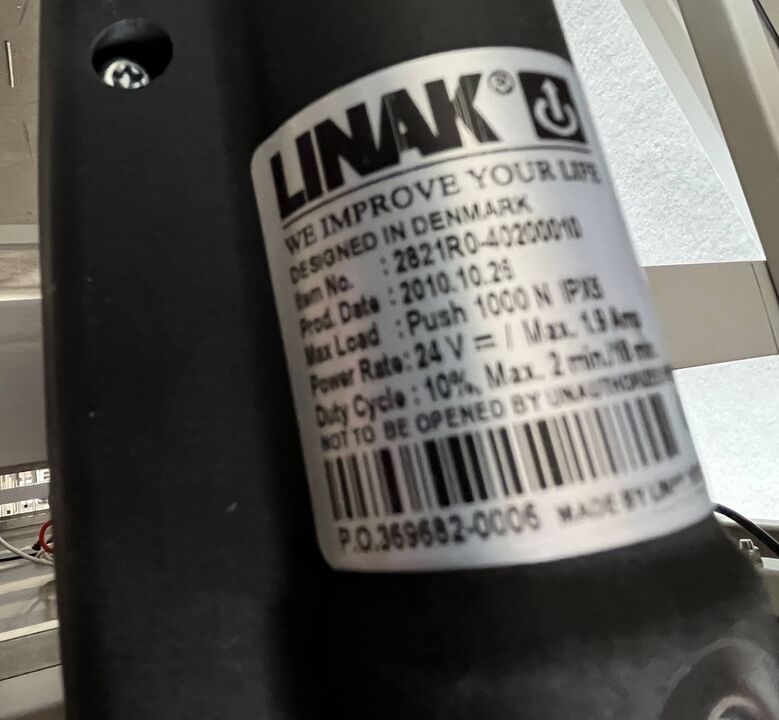 LINAK®
WE IMPROVE YOUR LIFE
DESIGNED IN DENMARK
Item No. : 2821R0-40200010
Prod. Date : 2010.10.26
Max Load : Push 1000 N IPX5
Power Rate: 24 V ⎓ / Max. 1.9 Amp
Duty Cycle : 10%, Max. 2 min./18 min.
NOT TO BE OPENED BY UNAUTHORIZED
P.O.369682-0006 MADE BY